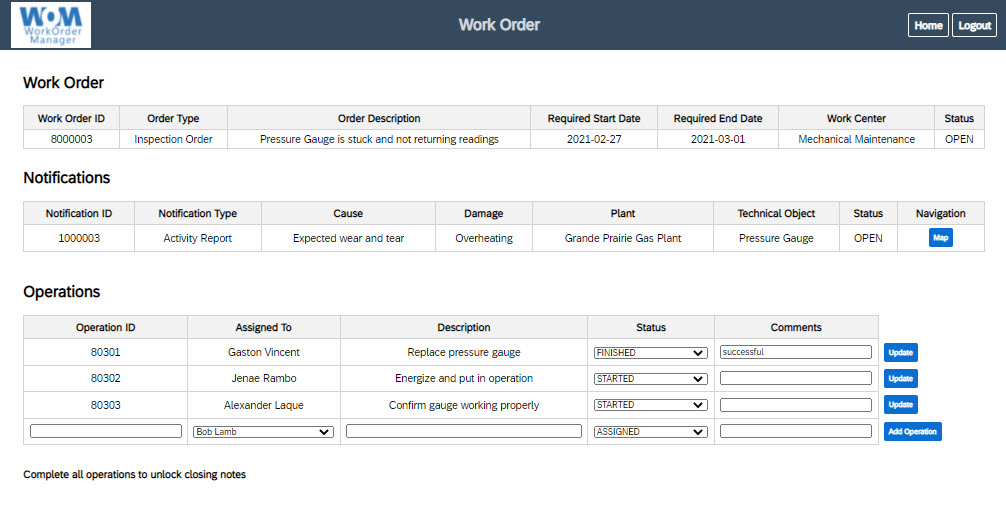 WOM
WorkOrder
Manager
Work Order
Home Logout
Work Order
Work Order ID Order Type Order Description Required Start Date Required End Date Work Center Status
8000003 Inspection Order Pressure Gauge is stuck and not returning readings 2021-02-27 2021-03-01 Mechanical Maintenance OPEN
Notifications
Notification ID Notification Type Cause Damage Plant Technical Object Status Navigation
1000003 Activity Report Expected wear and tear Overheating Grande Prairie Gas Plant Pressure Gauge OPEN Map
Operations
Operation ID Assigned To Description Status Comments
80301 Gaston Vincent Replace pressure gauge FINISHED successful Update
80302 Jenae Rambo Energize and put in operation STARTED Update
80303 Alexander Laque Confirm gauge working properly STARTED Update
Bob Lamb ASSIGNED Add Operation
Complete all operations to unlock closing notes